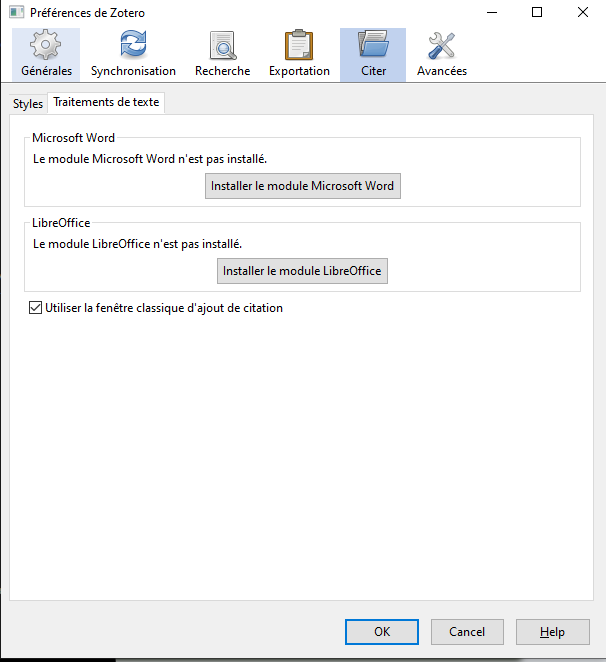 Préférences de Zotero
Générales Synchronisation Recherche Exportation Citer Avancées
Styles Traitements de texte
Microsoft Word
Le module Microsoft Word n'est pas installé.
Installer le module Microsoft Word
LibreOffice
Le module LibreOffice n'est pas installé.
Installer le module LibreOffice
Utiliser la fenêtre classique d'ajout de citation
OK Cancel Help